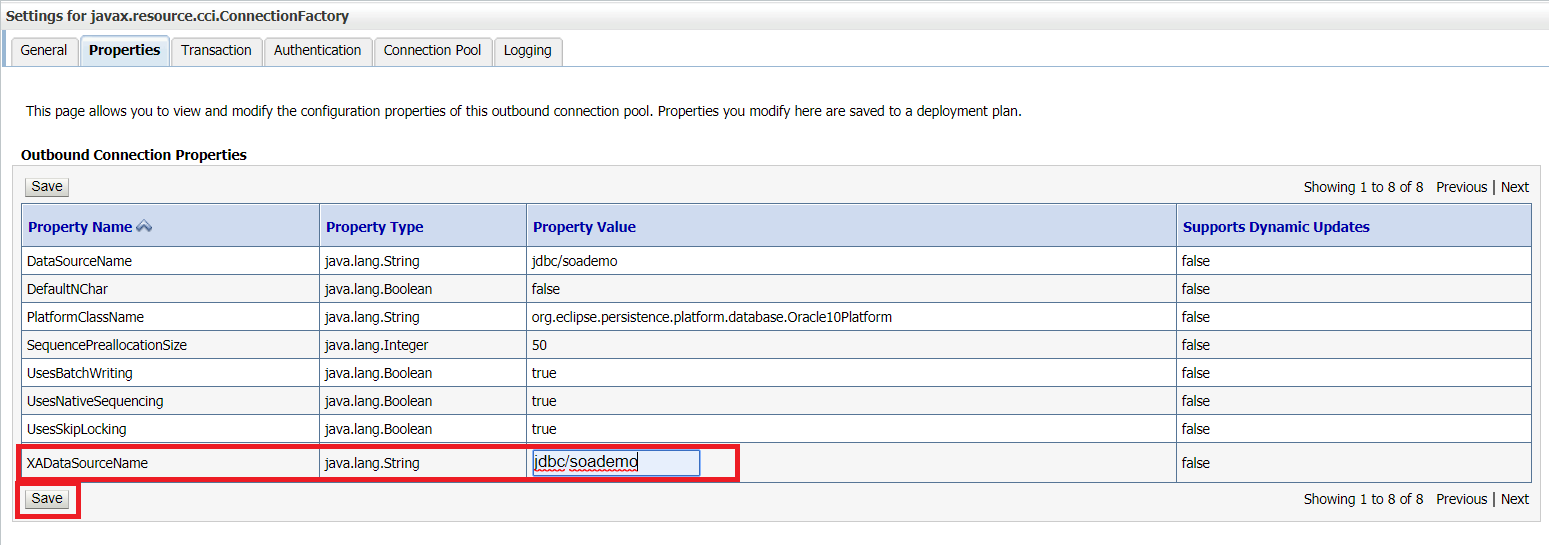 Settings for javax.resource.cci.ConnectionFactory
General Properties Transaction Authentication Connection Pool Logging
This page allows you to view and modify the configuration properties of this outbound connection pool. Properties you modify here are saved to a deployment plan.
Outbound Connection Properties
Save Showing 1 to 8 of 8 Previous | Next
Property Name Property Type Property Value Supports Dynamic Updates
DataSourceName java.lang.String jdbc/soademo false
DefaultNChar java.lang.Boolean false false
PlatformClassName java.lang.String org.eclipse.persistence.platform.database.Oracle10Platform false
SequencePreallocationSize java.lang.Integer 50 false
UsesBatchWriting java.lang.Boolean true false
UsesNativeSequencing java.lang.Boolean true false
UsesSkipLocking java.lang.Boolean true false
XADataSourceName java.lang.String jdbc/soademo false
Save Showing 1 to 8 of 8 Previous | Next